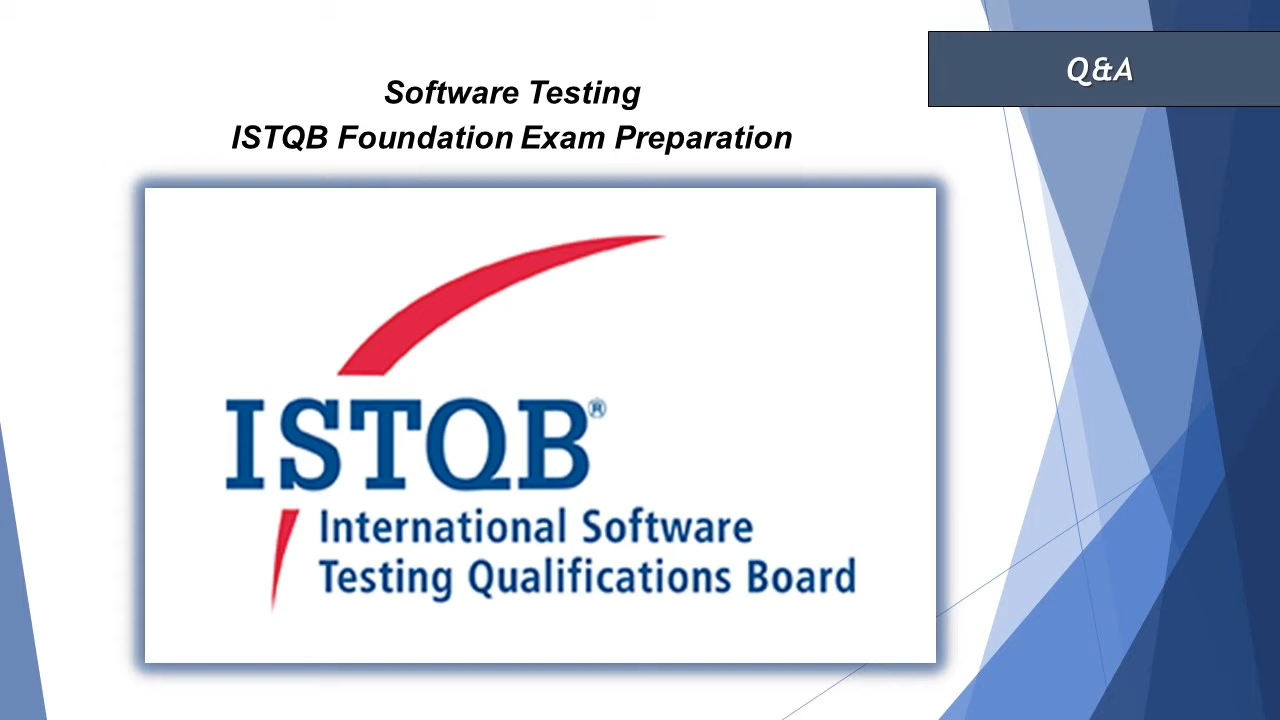 Q&A
Software Testing
ISTQB Foundation Exam Preparation
ISTQB®
International Software
Testing Qualifications Board